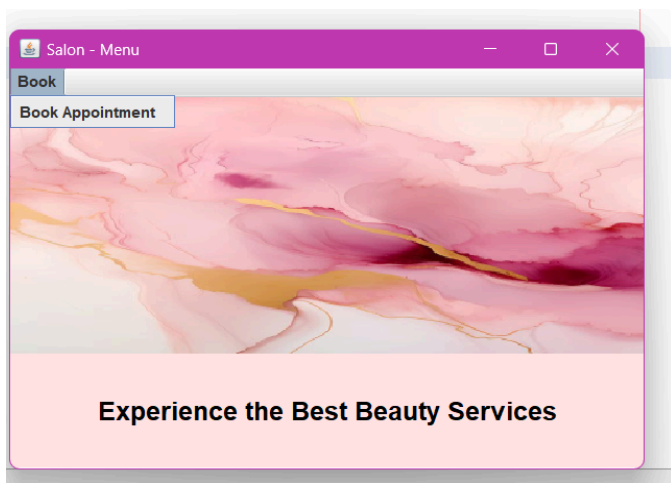 Salon - Menu
Book
Book Appointment
Experience the Best Beauty Services